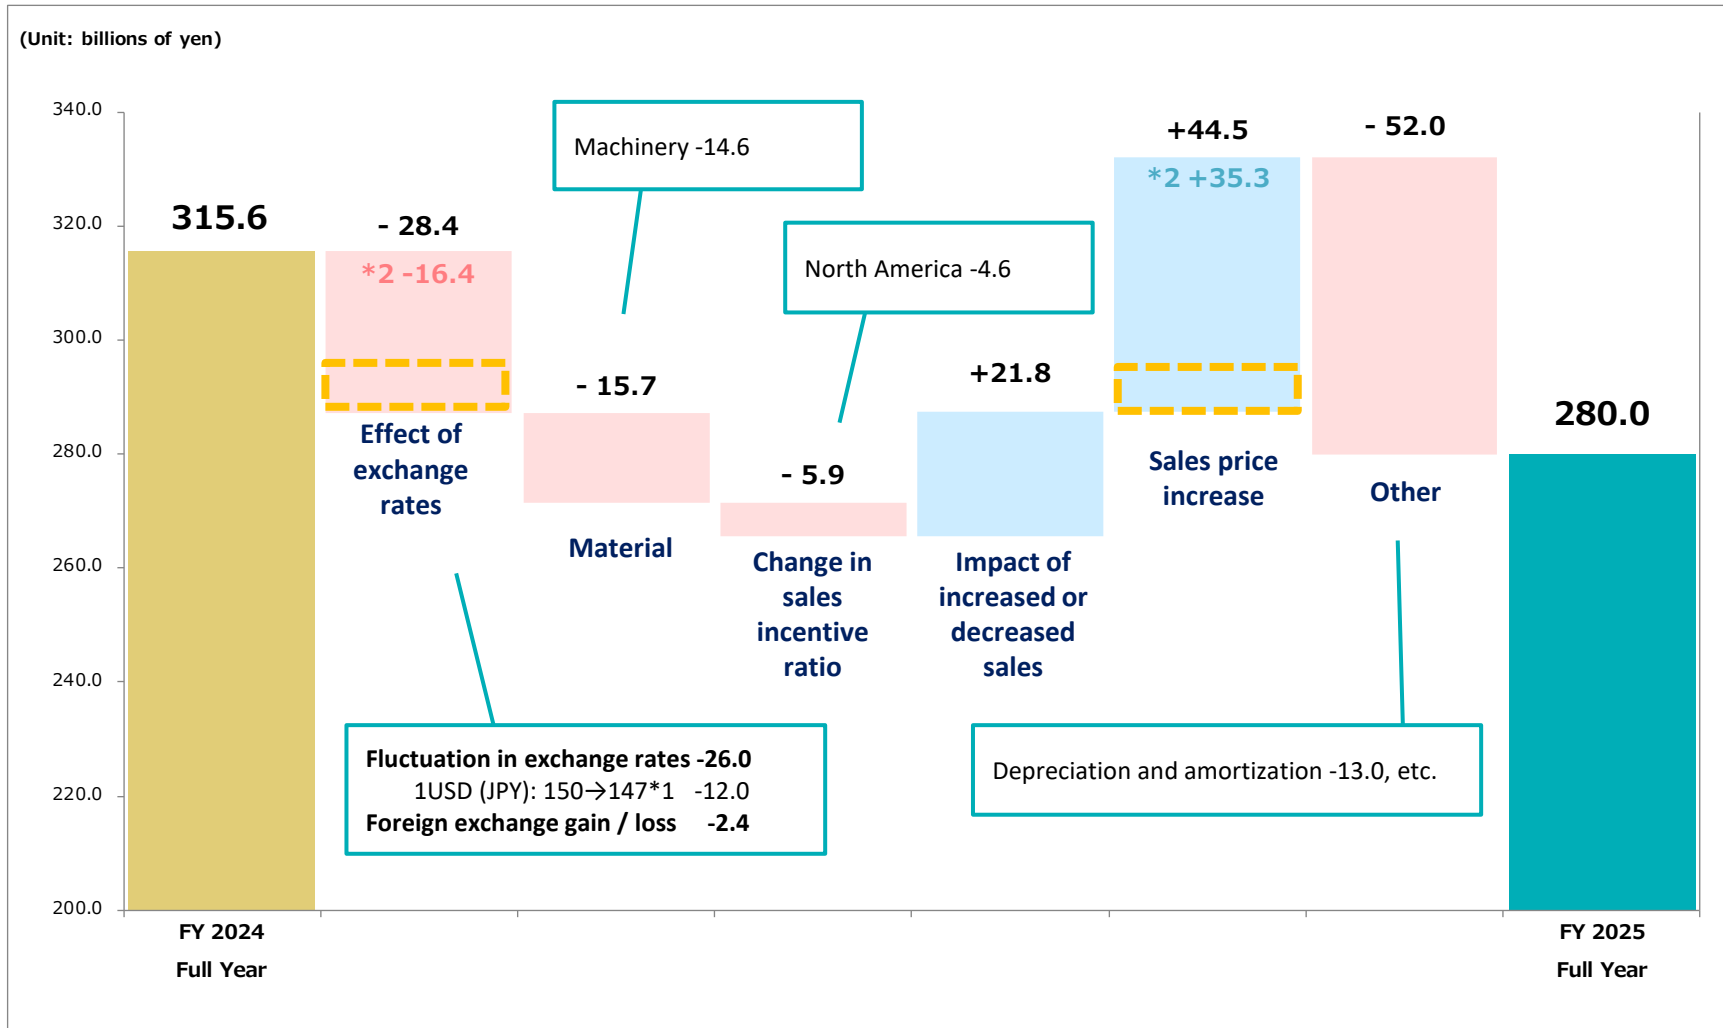 (Unit: billions of yen)
340.0
320.0
300.0
280.0
260.0
240.0
220.0
200.0
315.6
- 28.4
*2 -16.4
Effect of
exchange
rates
Machinery -14.6
- 15.7
Material
North America -4.6
- 5.9
Change in
sales
incentive
ratio
+21.8
Impact of
increased or
decreased
sales
+44.5
*2 +35.3
Sales price
increase
- 52.0
Other
280.0
Fluctuation in exchange rates -26.0
1USD (JPY): 150→147*1 -12.0
Foreign exchange gain / loss -2.4
Depreciation and amortization -13.0, etc.
FY 2024
Full Year
FY 2025
Full Year